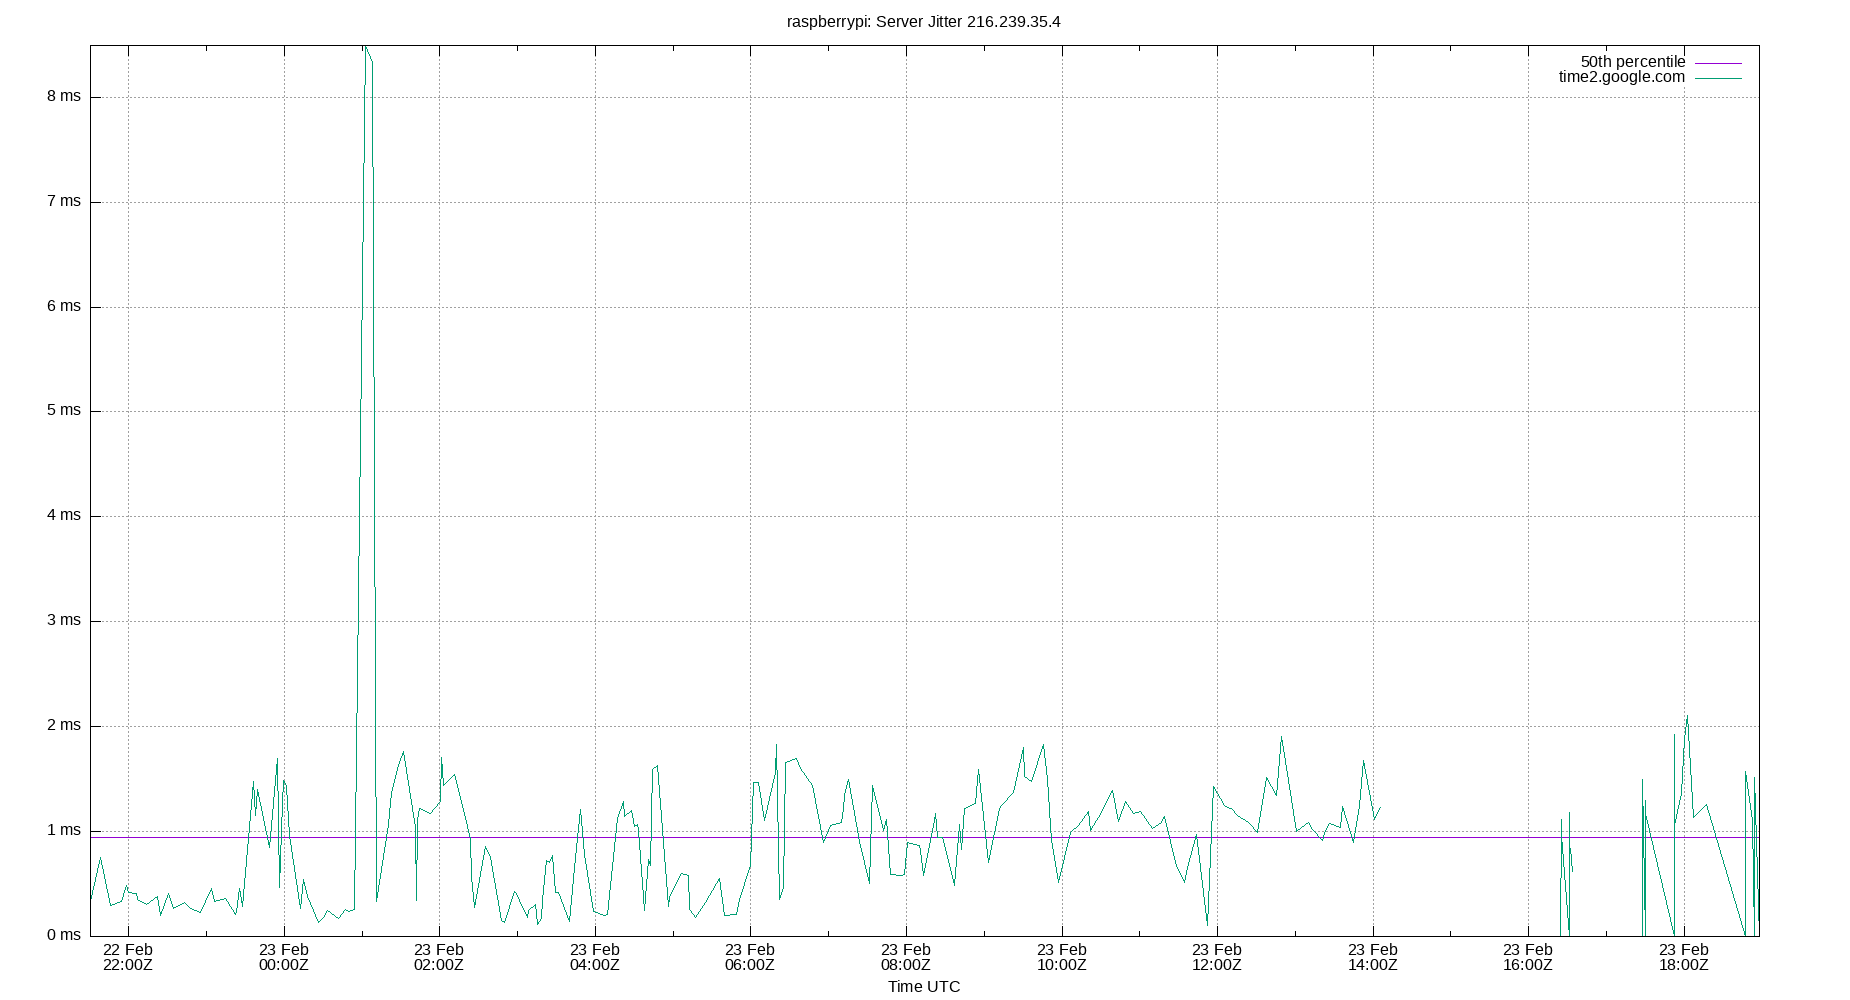 raspberrypi: Server Jitter 216.239.35.4
50th percentile
time2.google.com
8 ms
7 ms
6 ms
5 ms
4 ms
3 ms
2 ms
1 ms
0 ms
22 Feb 23 Feb 23 Feb 23 Feb 23 Feb 23 Feb 23 Feb 23 Feb 23 Feb 23 Feb 23 Feb
22:00Z 00:00Z 02:00Z 04:00Z 06:00Z 08:00Z 10:00Z 12:00Z 14:00Z 16:00Z 18:00Z
Time UTC